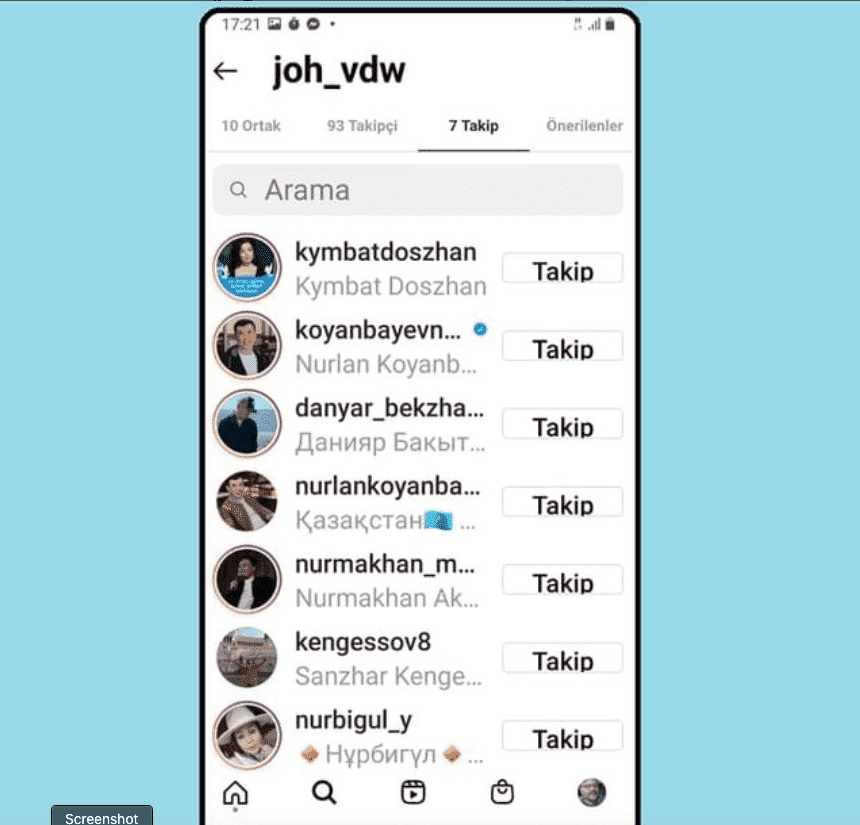 17:21
joh_vdw
10 Ortak 93 Takipçi 7 Takip Önerilenler
Arama
kymbatdoszhan
Kymbat Doszhan
Takip
koyanbayevn...
Nurlan Koyanb...
Takip
danyar_bekzha...
Данияр Бакыт...
Takip
nurlankoyanba...
Қазақстан ...
Takip
nurmakhan_m...
Nurmakhan Ak...
Takip
kengessov8
Sanzhar Kenge...
Takip
nurbigul_y
Нұрбигүл ...
Takip
Screenshot